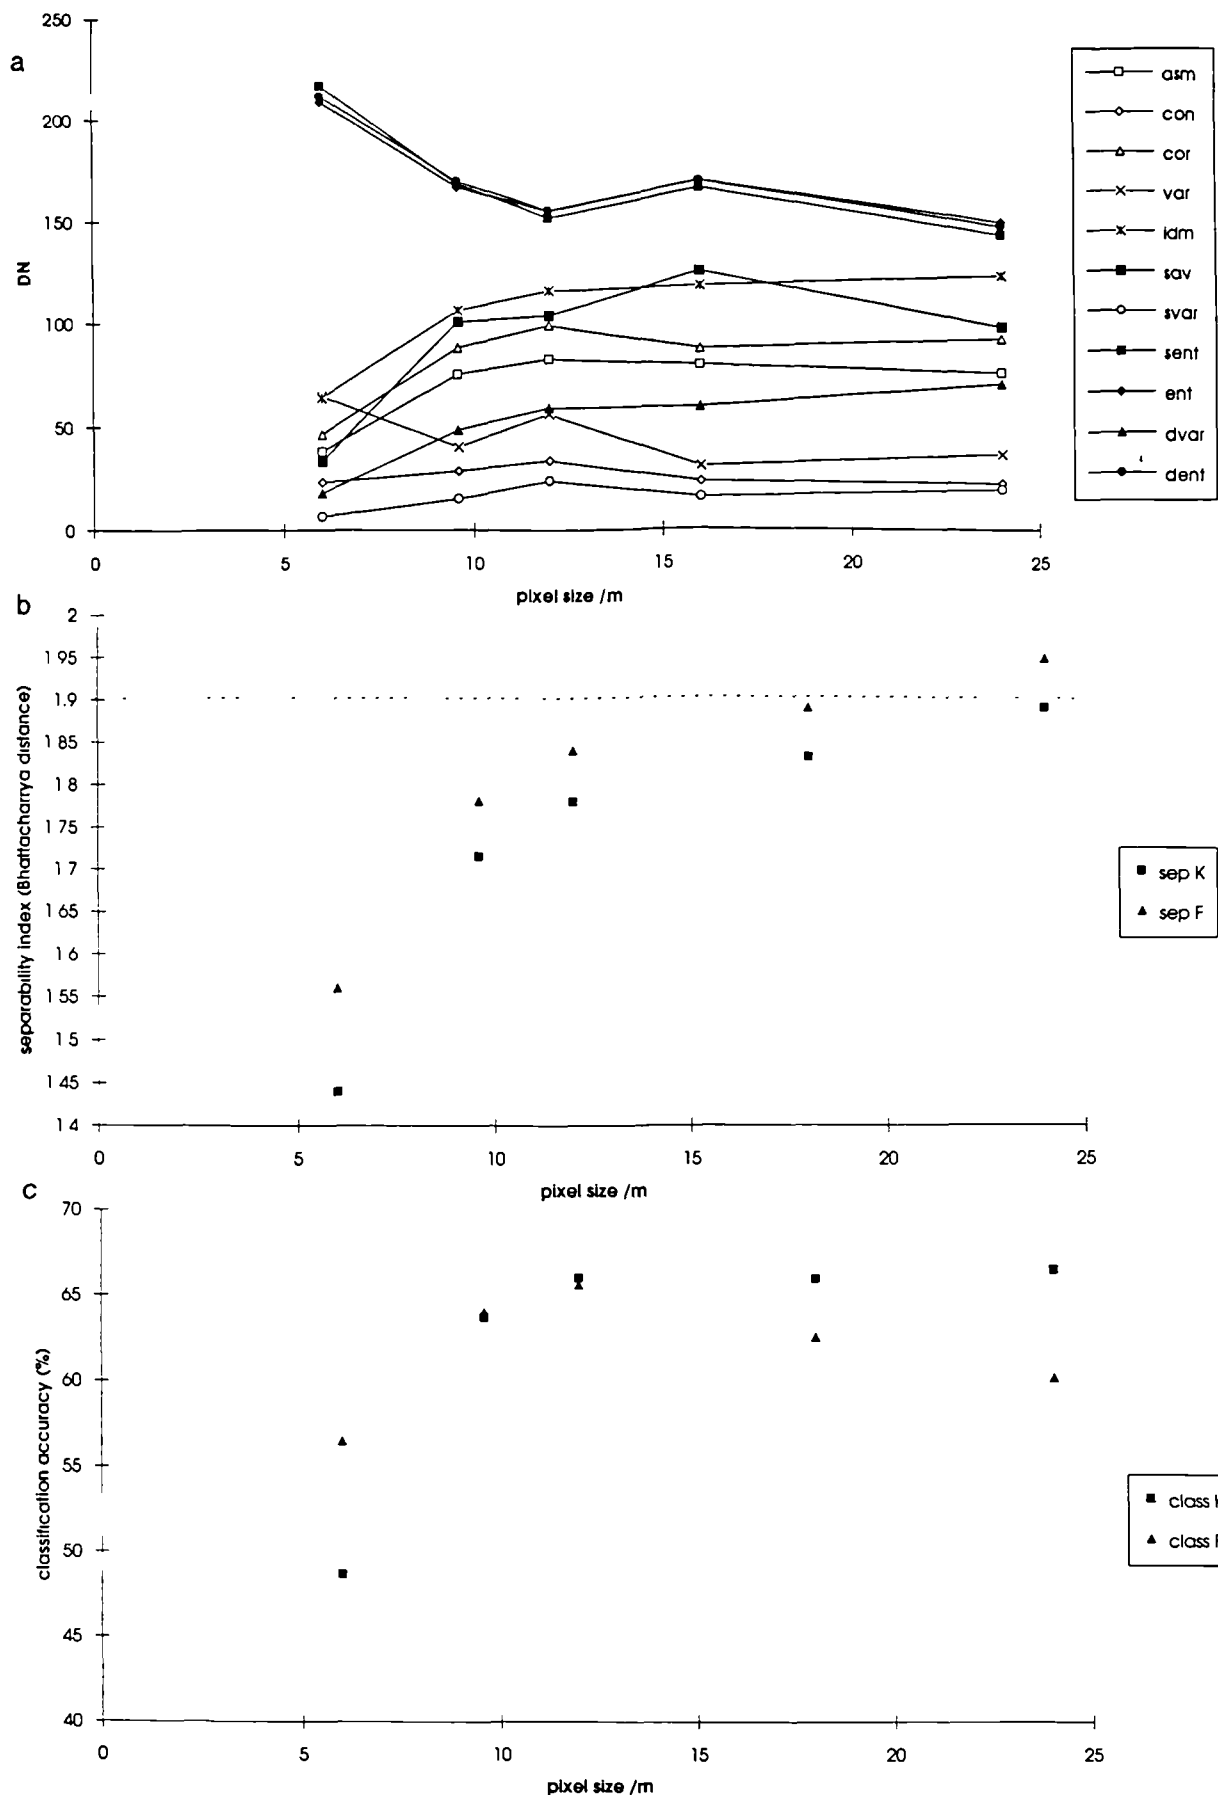 a
250
200
150
100
50
0
DN
0 5 10 15 20 25
pixel size /m
asm
con
cor
var
idm
sav
svar
sent
ent
dvar
dent
b
2
1 95
1.9
1 85
1 8
1 75
1 7
1 65
1 6
1 55
1 5
1 45
1 4
separability index (Bhattacharrya distance)
0 5 10 15 20 25
pixel size /m
sep K
sep F
c
70
65
60
55
50
45
40
classification accuracy (%)
0 5 10 15 20 25
pixel size /m
class
class